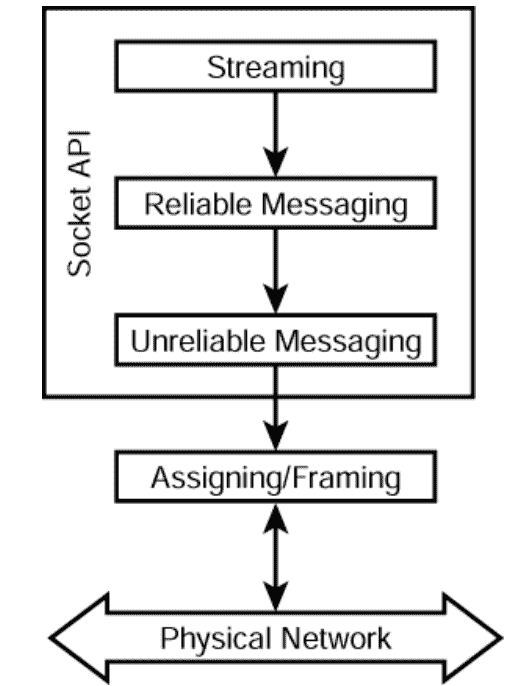 Socket API
Streaming
Reliable Messaging
Unreliable Messaging
Assigning/Framing
Physical Network